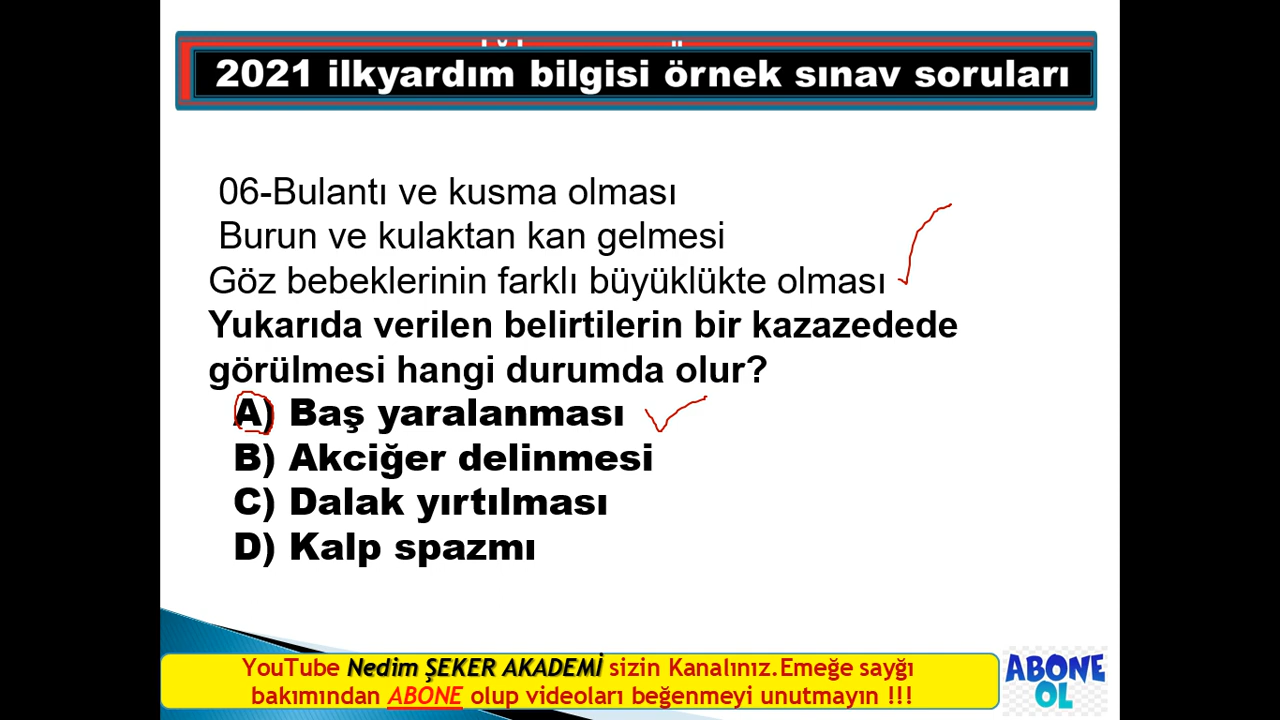 2021 ilkyardım bilgisi örnek sınav soruları
06-Bulantı ve kusma olması
Burun ve kulaktan kan gelmesi
Göz bebeklerinin farklı büyüklükte olması
Yukarıda verilen belirtilerin bir kazazedede
görülmesi hangi durumda olur?
A) Baş yaralanması
B) Akciğer delinmesi
C) Dalak yırtılması
D) Kalp spazmı
YouTube Nedim ŞEKER AKADEMİ sizin Kanalınız.Emeğe sayğı
bakımından ABONE olup videoları beğenmeyi unutmayın !!!
ABONE
OL